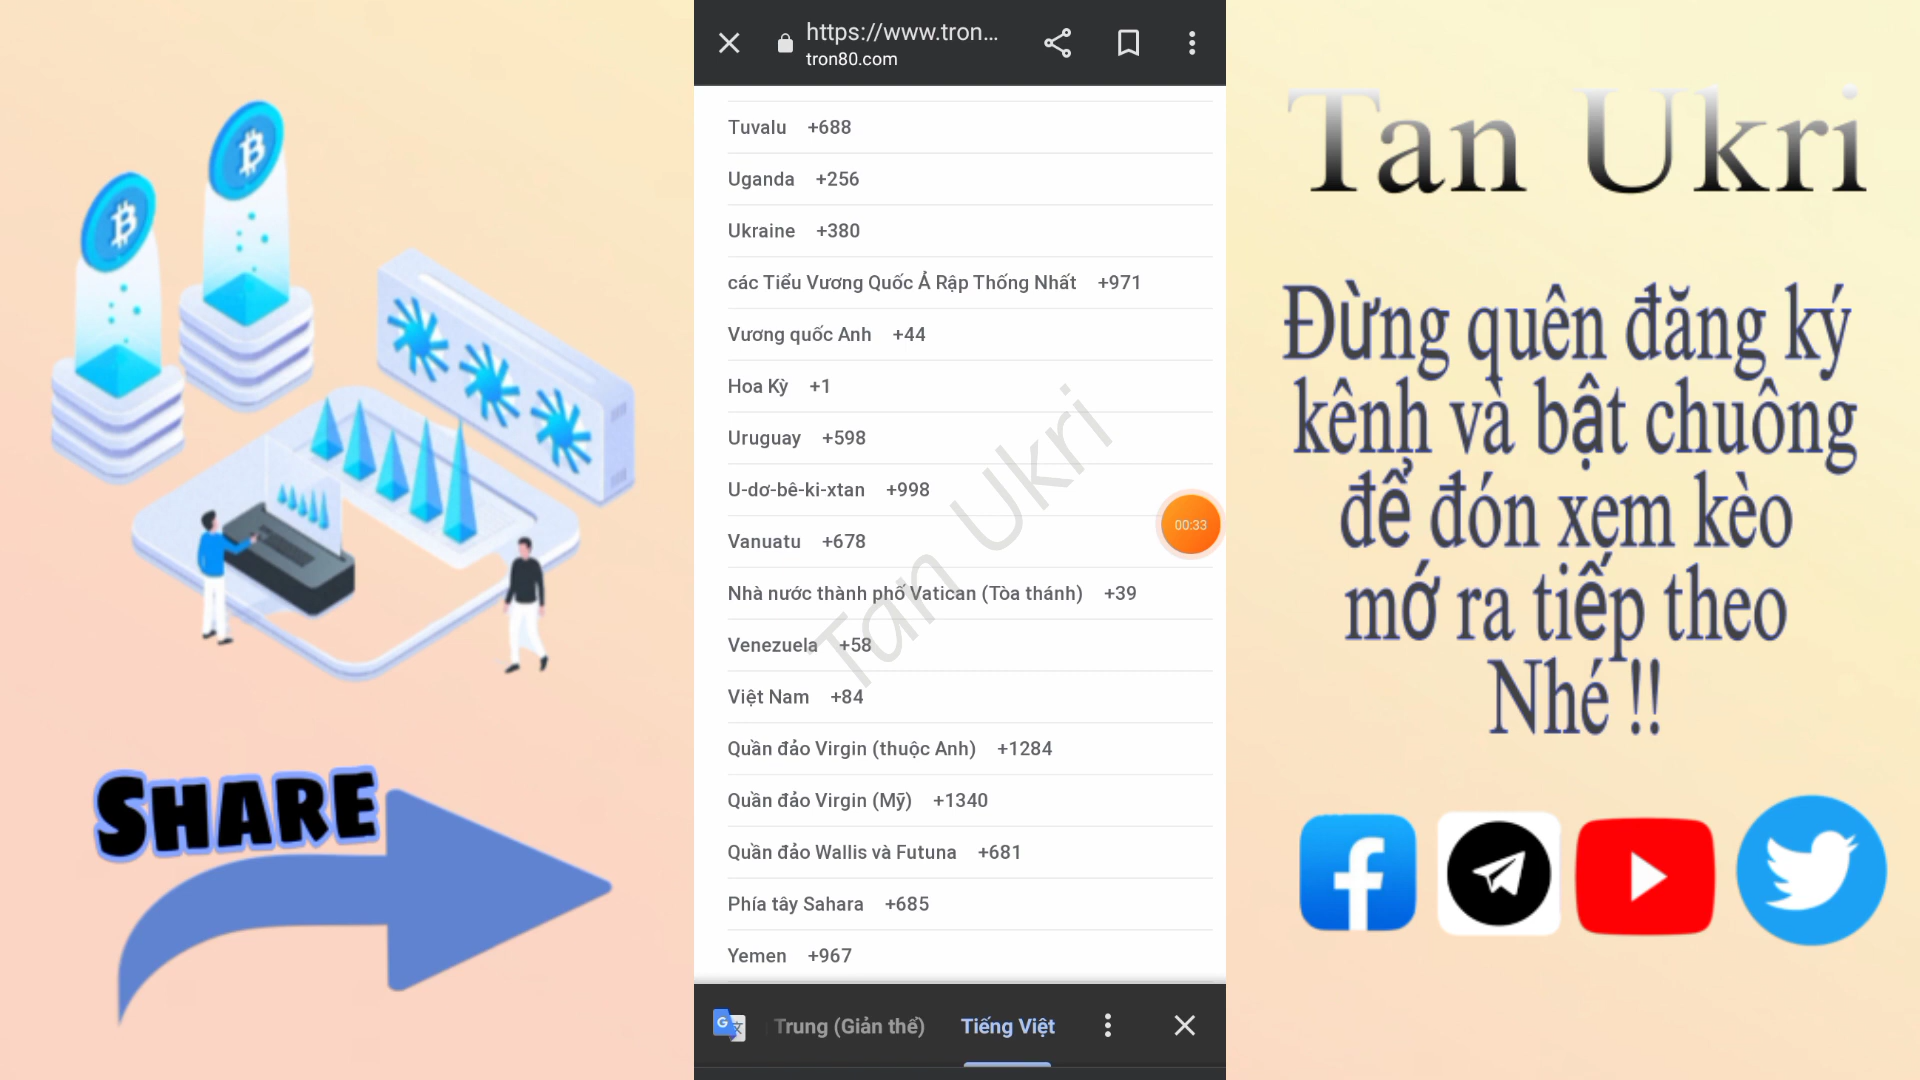 https://www.tron...
tron80.com
Tuvalu +688
Uganda +256
Ukraine +380
các Tiểu Vương Quốc Ả Rập Thống Nhất +971
Vương quốc Anh +44
Hoa Kỳ +1
Uruguay +598
U-dơ-bê-ki-xtan +998
Vanuatu +678
Nhà nước thành phố Vatican (Tòa thánh) +39
Venezuela +58
Việt Nam +84
Quần đảo Virgin (thuộc Anh) +1284
Quần đảo Virgin (Mỹ) +1340
Quần đảo Wallis và Futuna +681
Phía tây Sahara +685
Yemen +967
Trung (Giản thể) Tiếng Việt
00:33
Tan Ukri
SHARE
Tan Ukri
Đừng quên đăng ký
kênh và bật chuông
để đón xem kèo
mớ ra tiếp theo
Nhé !!